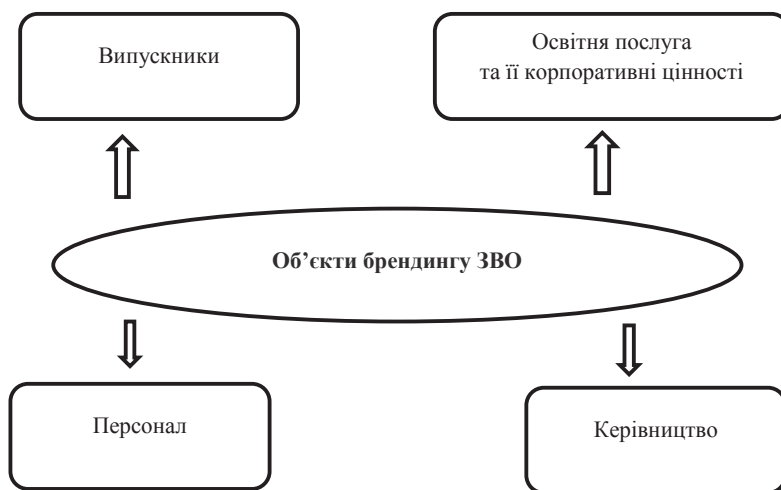 Випускники
Освітня послуга
та її корпоративні цінності
Об’єкти брендингу ЗВО
Персонал
Керівництво